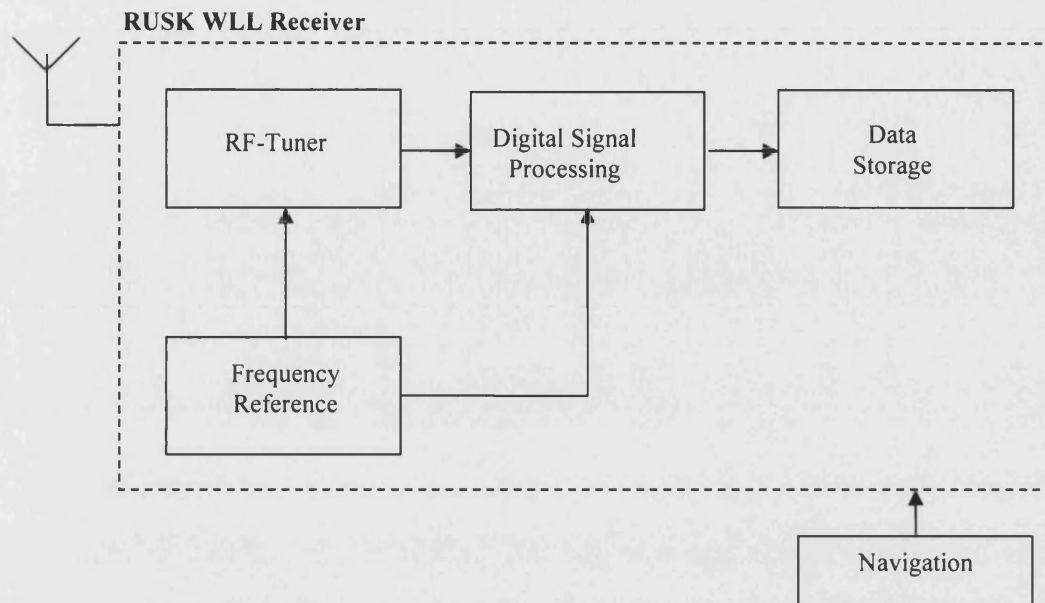 RUSK WLL Receiver
RF-Tuner
Digital Signal
Processing
Data
Storage
Frequency
Reference
Navigation